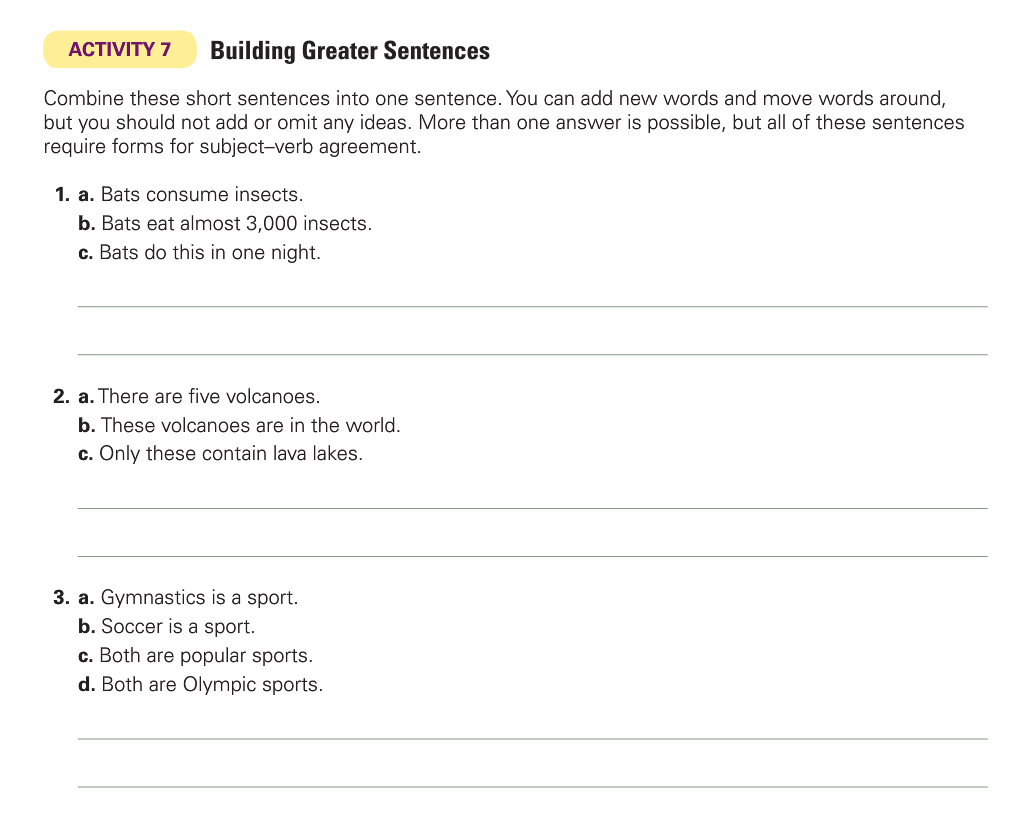 ACTIVITY 7 Building Greater Sentences
Combine these short sentences into one sentence. You can add new words and move words around,
but you should not add or omit any ideas. More than one answer is possible, but all of these sentences
require forms for subject–verb agreement.
1. a. Bats consume insects.
b. Bats eat almost 3,000 insects.
c. Bats do this in one night.
2. a. There are five volcanoes.
b. These volcanoes are in the world.
c. Only these contain lava lakes.
3. a. Gymnastics is a sport.
b. Soccer is a sport.
c. Both are popular sports.
d. Both are Olympic sports.